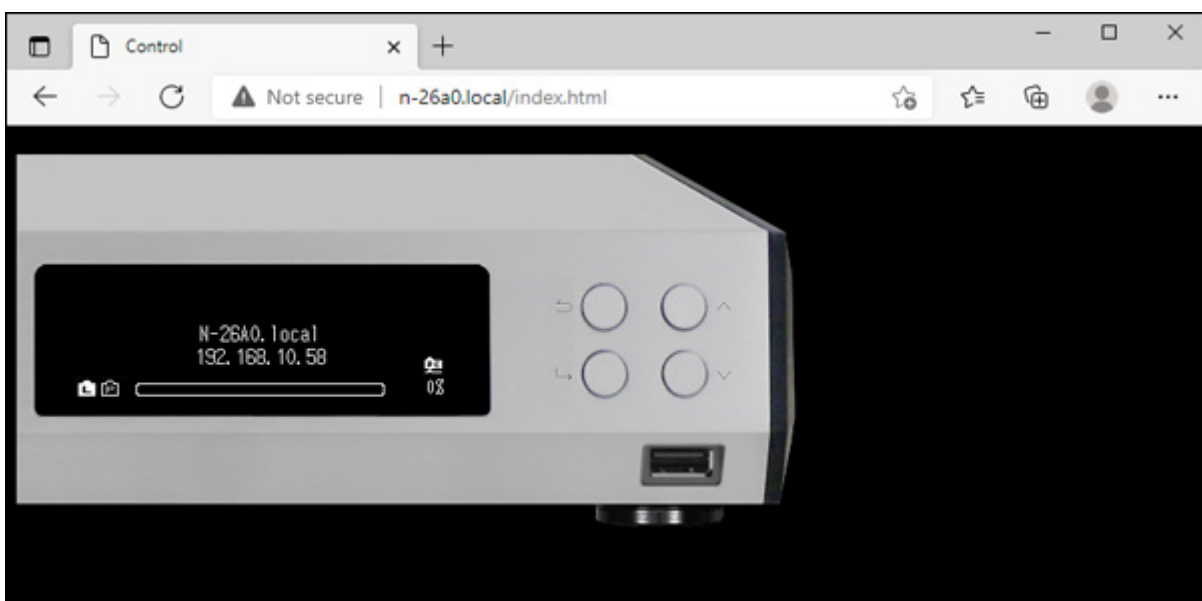 Control
Not secure | n-26a0.local/index.html
N-26A0.local
192.168.10.58
L P
0%